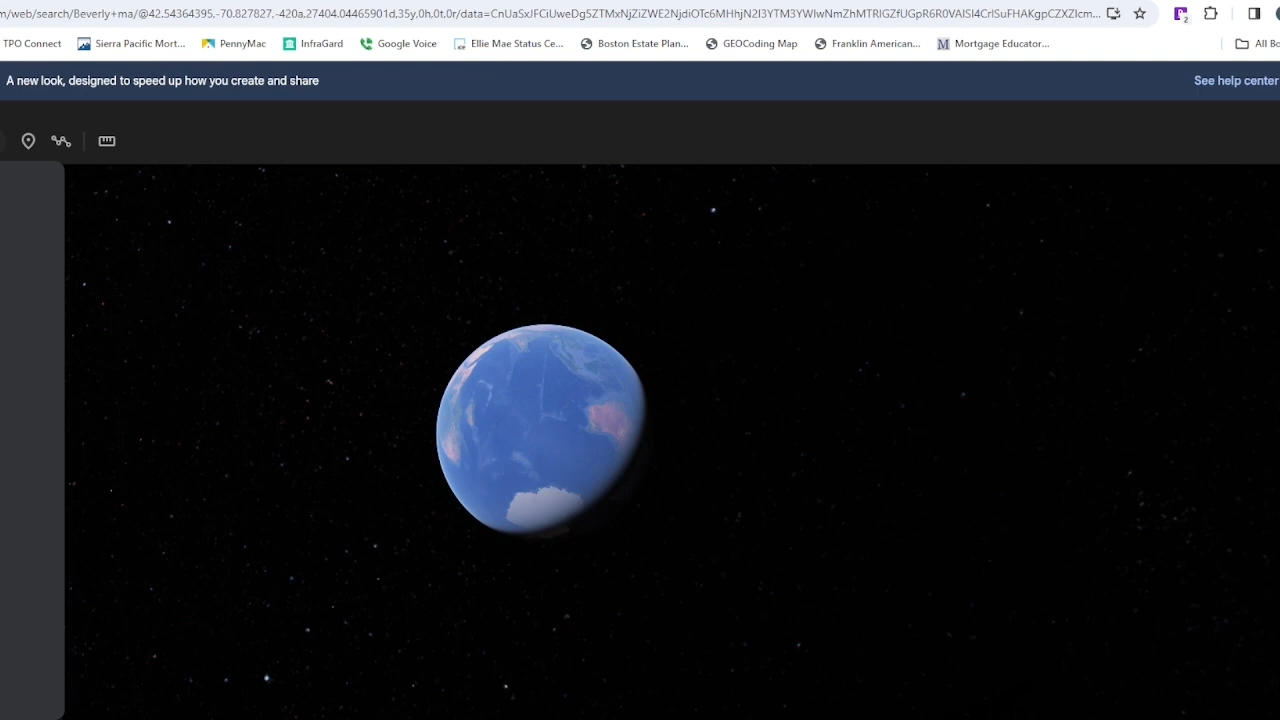 m/web/search/Beverly+ma/@42.54364395,-70.827827,-420a,27404.04465901d,35y,0h,0t,0r/data=
TPO Connect Sierra Pacific Mort... PennyMac InfraGard Google Voice Ellie Mae Status Ce... Boston Estate Plan... GEOCoding Map Franklin American... M Mortgage Educator... All Bo
A new look, designed to speed up how you create and share See help center